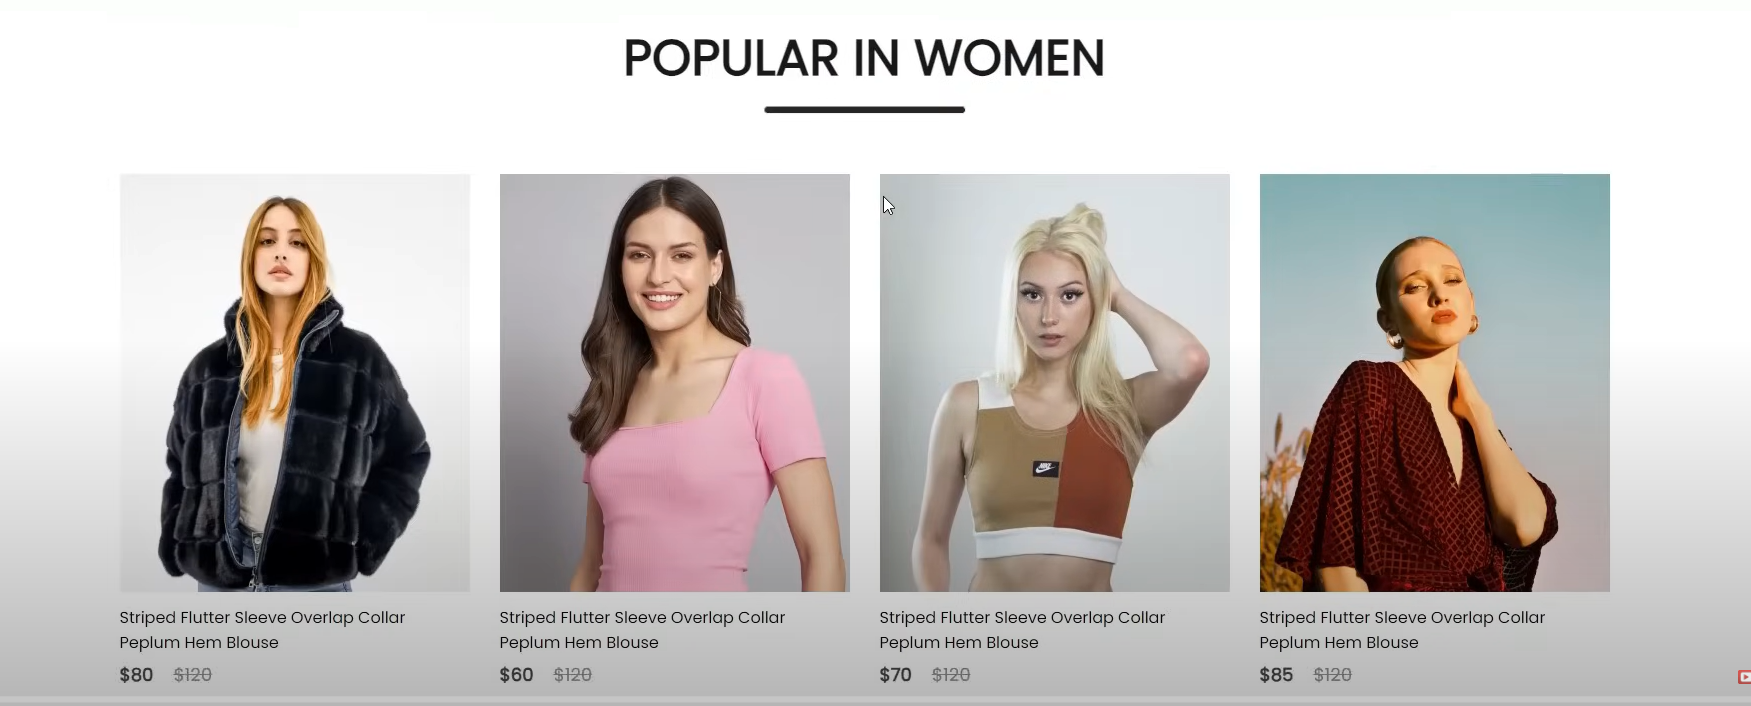 POPULAR IN WOMEN
Striped Flutter Sleeve Overlap Collar
Peplum Hem Blouse
$80 $120
Striped Flutter Sleeve Overlap Collar
Peplum Hem Blouse
$60 $120
NIKE
Striped Flutter Sleeve Overlap Collar
Peplum Hem Blouse
$70 $120
Striped Flutter Sleeve Overlap Collar
Peplum Hem Blouse
$85 $120